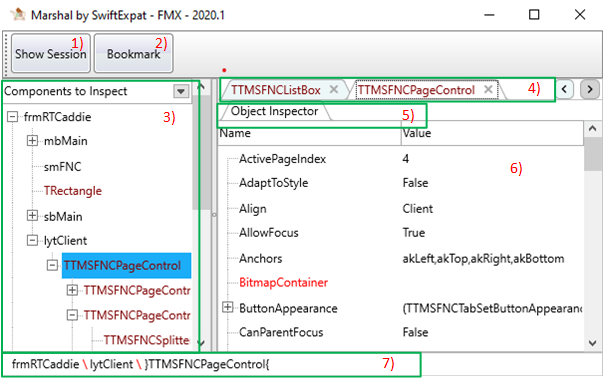 Marshal by SwiftExpat - FMX - 2020.1
1) 2)
Show Session Bookmark
Components to Inspect
3)
TTMSFNCListBox TTMSFNCPageControl 4)
Object Inspector 5)
Name Value
6)
frmRTCaddie
mbMain
smFNC
TRectangle
sbMain
lytClient
TTMSFNCPageControl
TTMSFNCPageContr
TTMSFNCPageContr
TTMSFNCSplitte
ActivePageIndex 4
AdaptToStyle False
Align Client
AllowFocus True
Anchors akLeft,akTop,akRight,akBottom
BitmapContainer
ButtonAppearance (TTMSFNCTabSetButtonAppearanc
CanParentFocus False
frmRTCaddie \ lytClient \ }TTMSFNCPageControl{ 7)